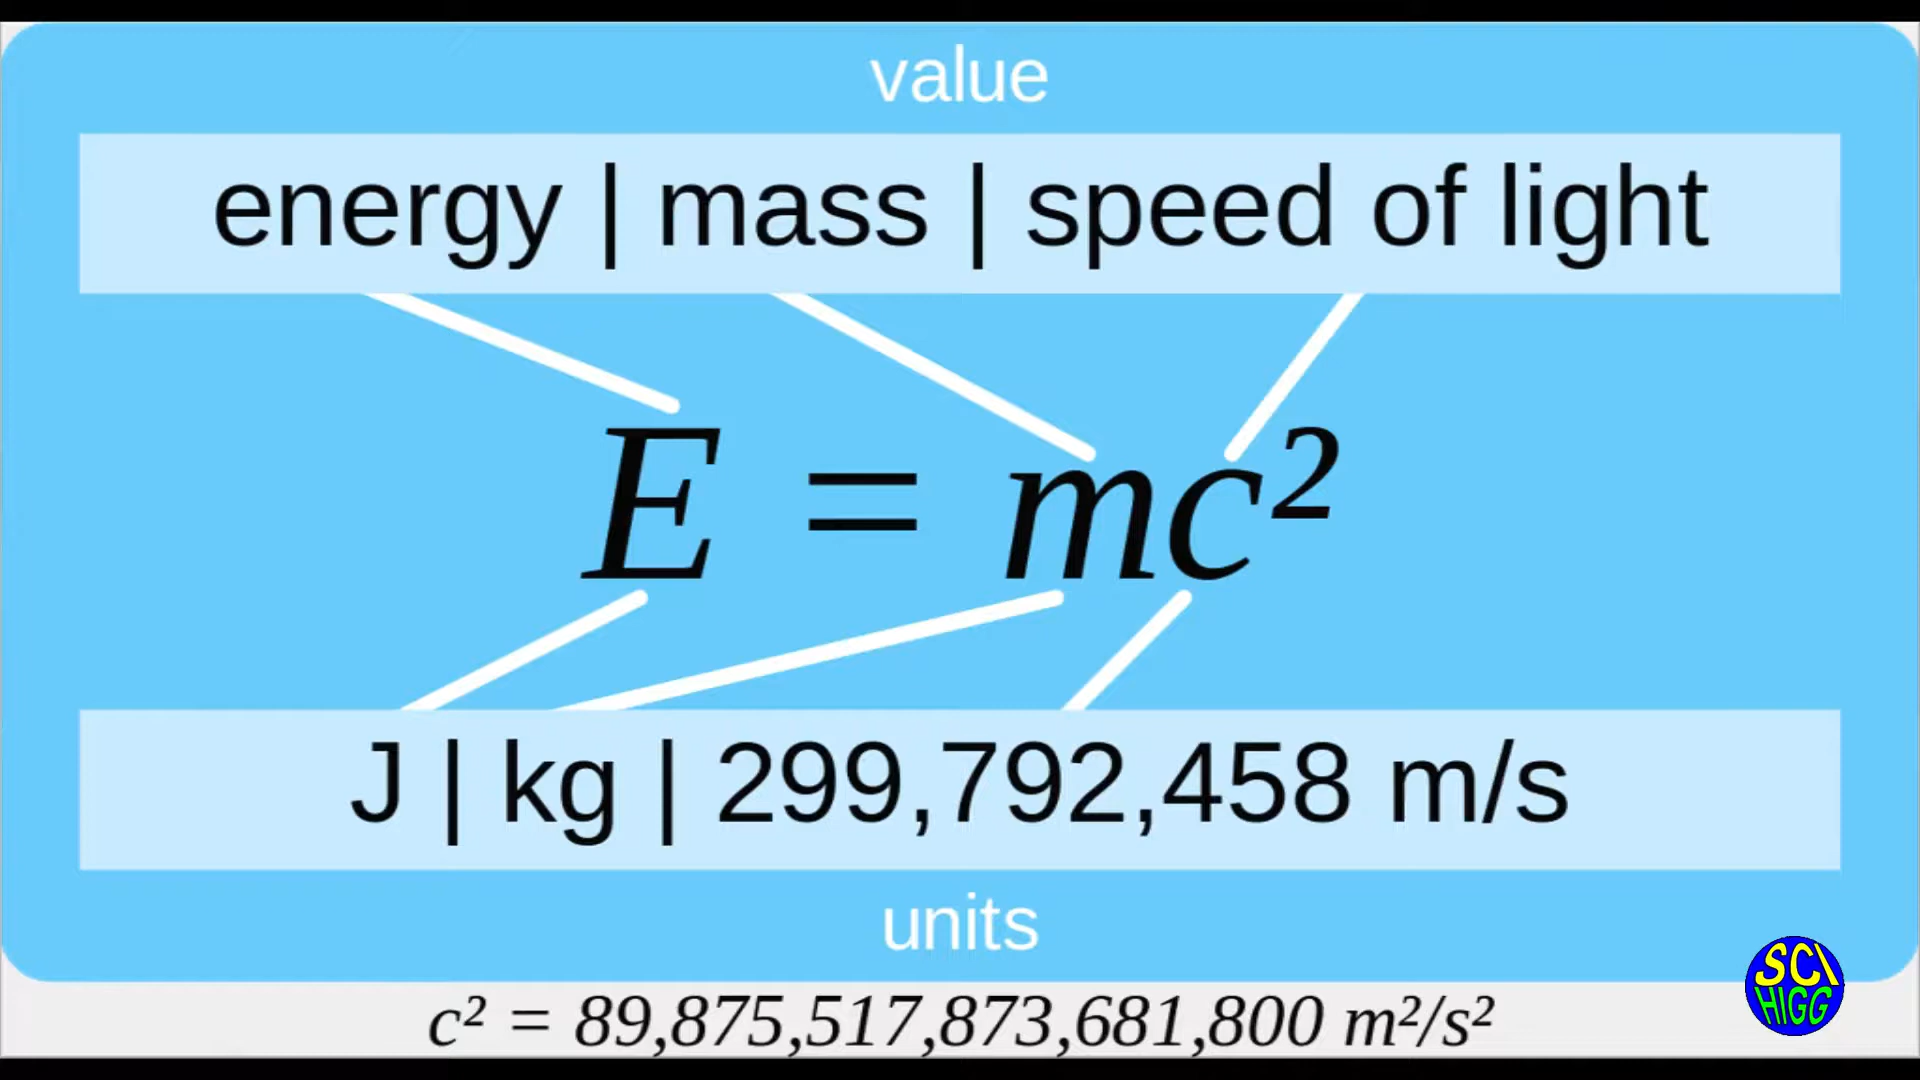 value
energy | mass | speed of light
E = mc²
J | kg | 299,792,458 m/s
units
SCI
HIGG
c² = 89,875,517,873,681,800 m²/s²